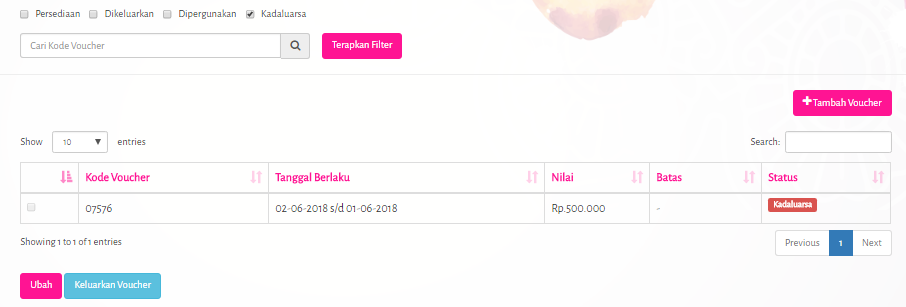 Persediaan Dikeluarkan Dipergunakan Kadaluarsa
Cari Kode Voucher Terapkan Filter
+Tambah Voucher
Show 10 entries Search:
Kode Voucher Tanggal Berlaku Nilai Batas Status
07576 02-06-2018 s/d 01-06-2018 Rp.500.000 - Kadaluarsa
Showing 1 to 1 of 1 entries Previous 1 Next
Ubah Keluarkan Voucher